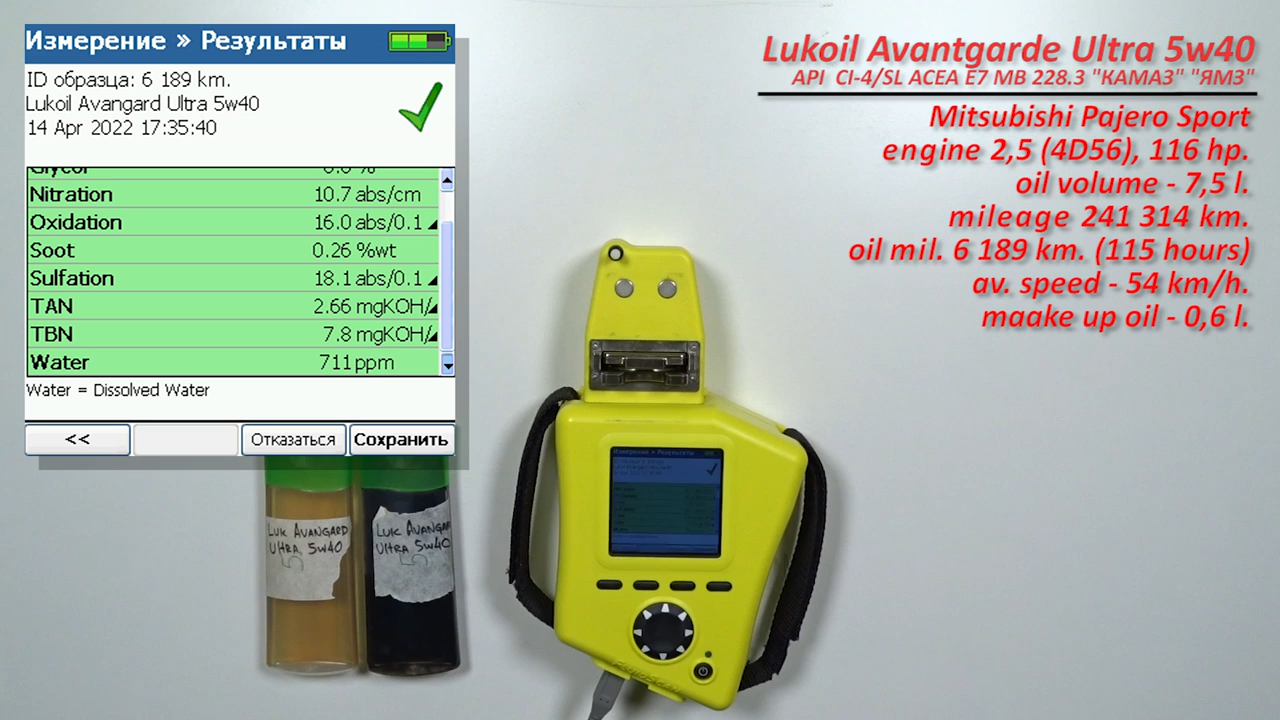 Измерение » Результаты
ID образца: 6 189 km.
Lukoil Avangard Ultra 5w40
14 Apr 2022 17:35:40
Glycol 0.0 %
Nitration 10.7 abs/cm
Oxidation 16.0 abs/0.1
Soot 0.26 %wt
Sulfation 18.1 abs/0.1
TAN 2.66 mgKOH/
TBN 7.8 mgKOH/
Water 711 ppm
Water = Dissolved Water
<<
Отказаться
Сохранить
Lukoil Avantgarde Ultra 5w40
API CI-4/SL ACEA E7 MB 228.3 "КАМАЗ" "ЯМЗ"
Mitsubishi Pajero Sport
engine 2,5 (4D56), 116 hp.
oil volume - 7,5 l.
mileage 241 314 km.
oil mil. 6 189 km. (115 hours)
av. speed - 54 km/h.
maake up oil - 0,6 l.
LUK AVANGARD
ULTRA 5W40
LUK AVANGAR
ULTRA 5W40